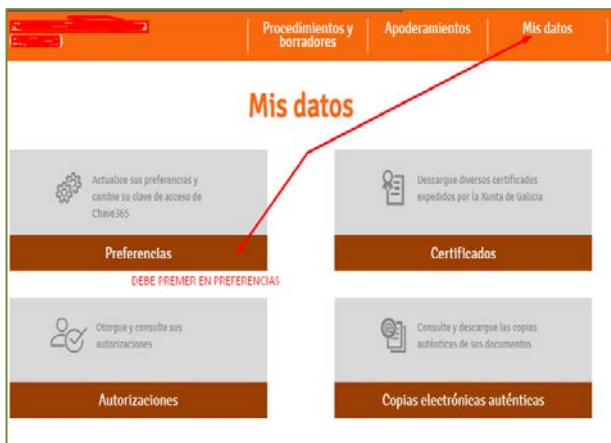 Procedimientos y
borradores
Apoderamientos
Mis datos
Mis datos
Actualice sus preferencias y
cambie su clave de acceso de
Chave365
Preferencias
Descargue diversos certificados
expedidos por la Xunta de Galicia
Certificados
DEBE PREMER EN PREFERENCIAS
Otorgue y consulte sus
autorizaciones
Autorizaciones
Consulte y descargue las copias
auténticas de sus documentos
Copias electrónicas auténticas